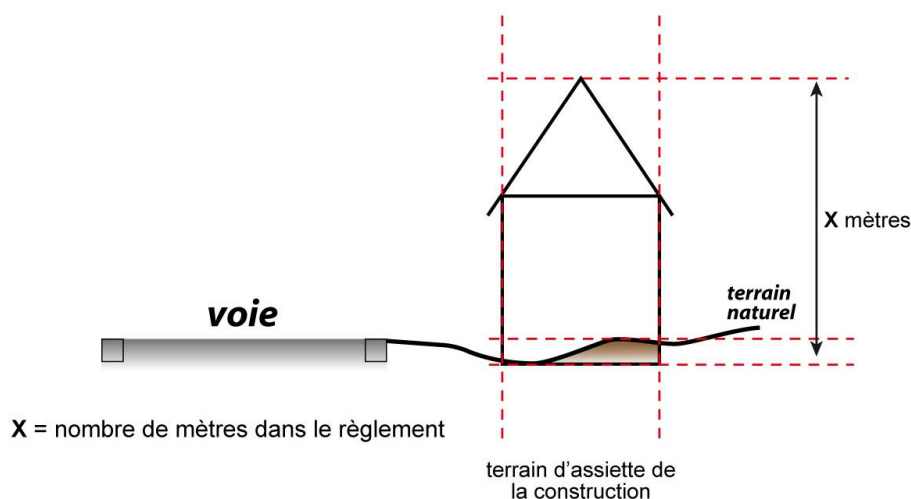 X mètres
voie
terrain
naturel
X = nombre de mètres dans le règlement
terrain d'assiette de
la construction